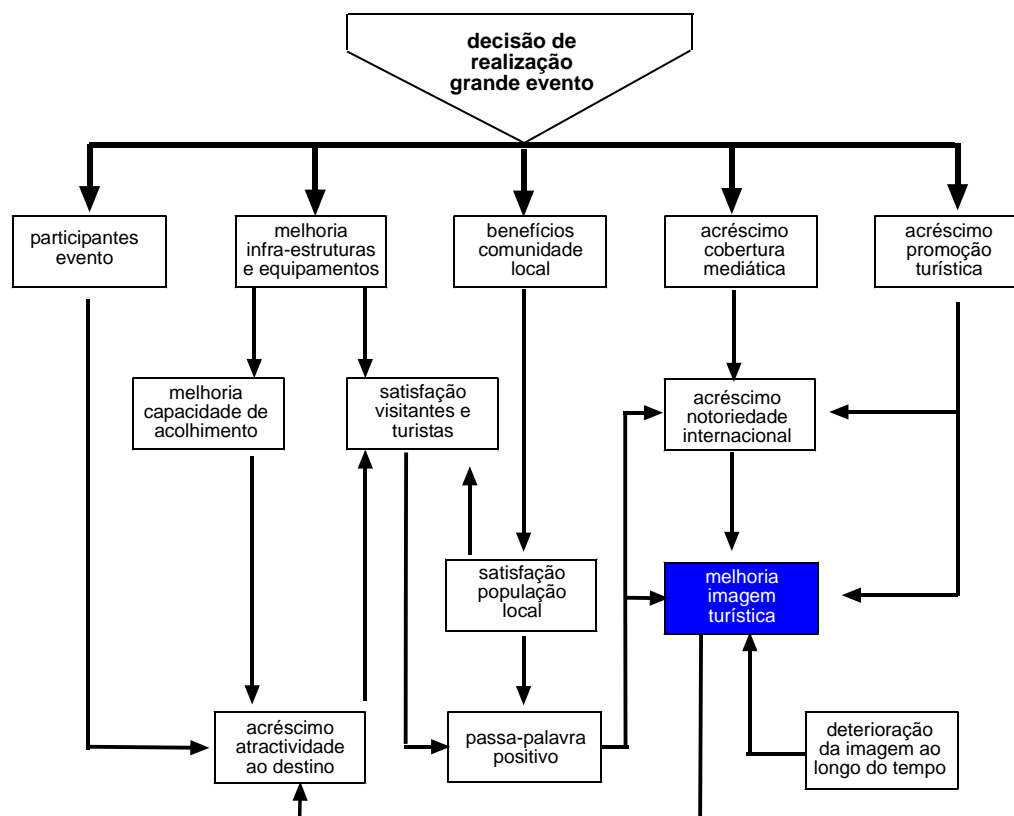 decisão de
realização
grande evento
participantes
evento
melhoria
infra-estruturas
e equipamentos
benefícios
comunidade
local
acréscimo
cobertura
mediática
acréscimo
promoção
turística
melhoria
capacidade de
acolhimento
satisfação
visitantes e
turistas
acréscimo
notoriedade
internacional
satisfação
população
local
melhoria
imagem
turística
acréscimo
atractividade
ao destino
passa-palavra
positivo
deterioração
da imagem ao
longo do tempo